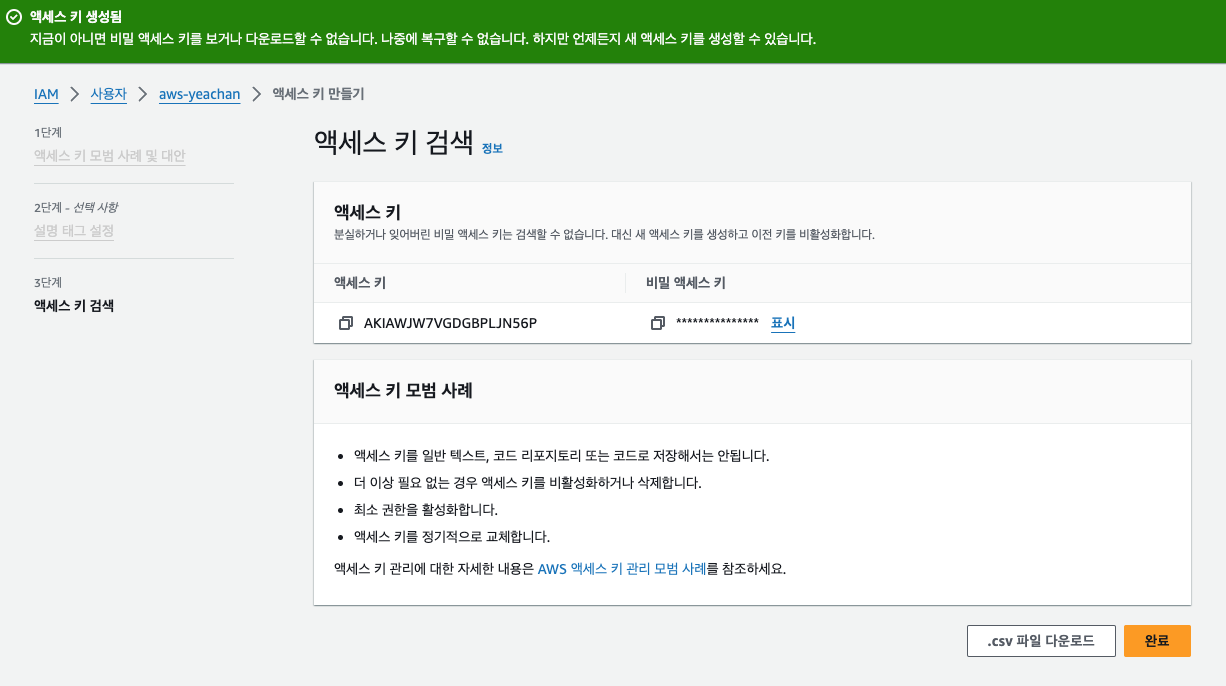 액세스 키 생성됨
지금이 아니면 비밀 액세스 키를 보거나 다운로드할 수 없습니다. 나중에 복구할 수 없습니다. 하지만 언제든지 새 액세스 키를 생성할 수 있습니다.
IAM > 사용자 > aws-yeachan > 액세스 키 만들기
1단계
액세스 키 모범 사례 및 대안
2단계 - 선택 사항
설명 태그 설정
3단계
액세스 키 검색
액세스 키 검색 정보
액세스 키
분실하거나 잊어버린 비밀 액세스 키는 검색할 수 없습니다. 대신 새 액세스 키를 생성하고 이전 키를 비활성화합니다.
액세스 키 비밀 액세스 키
AKIAWJW7VGDGBPLJN56P *************** 표시
액세스 키 모범 사례
• 액세스 키를 일반 텍스트, 코드 리포지토리 또는 코드로 저장해서는 안됩니다.
• 더 이상 필요 없는 경우 액세스 키를 비활성화하거나 삭제합니다.
• 최소 권한을 활성화합니다.
• 액세스 키를 정기적으로 교체합니다.
액세스 키 관리에 대한 자세한 내용은 AWS 액세스 키 관리 모범 사례를 참조하세요.
.csv 파일 다운로드 완료